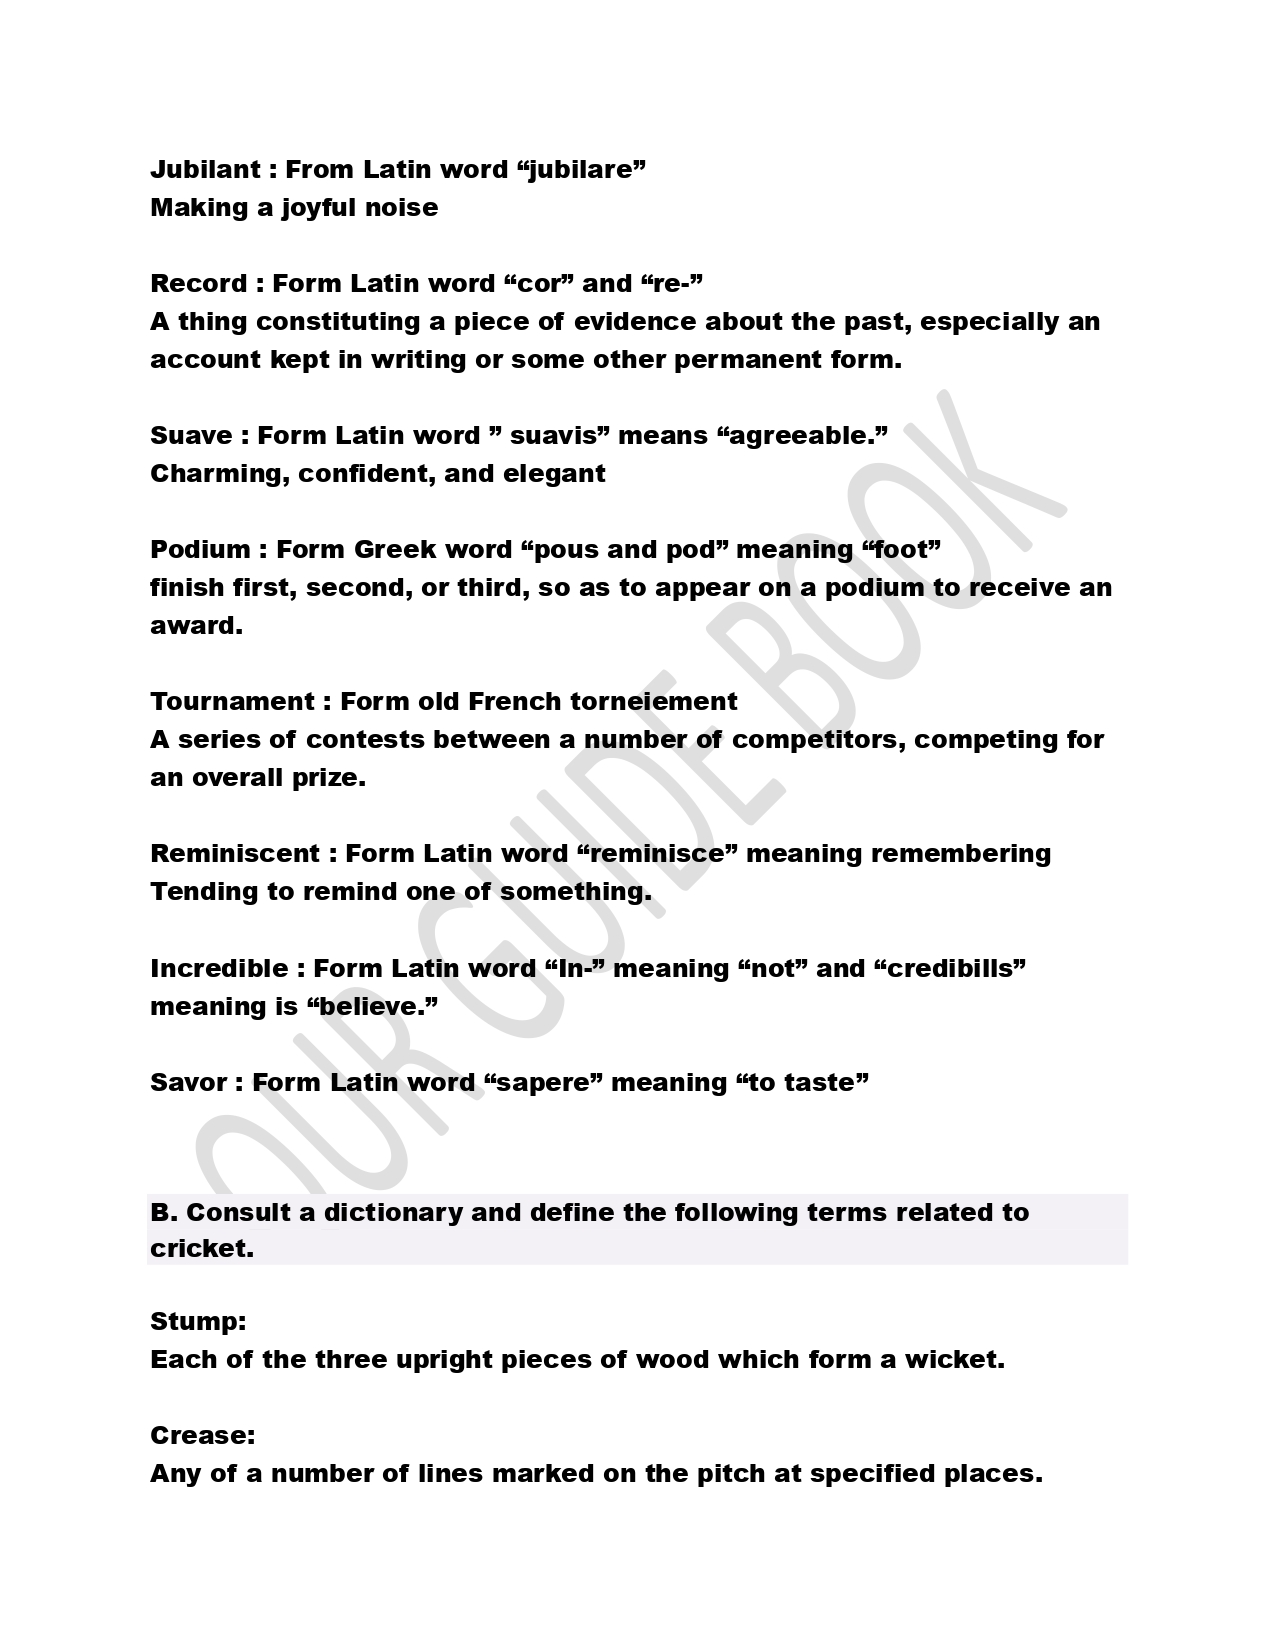 Jubilant : From Latin word “jubilare”
Making a joyful noise
Record : Form Latin word “cor” and “re-”
A thing constituting a piece of evidence about the past, especially an
account kept in writing or some other permanent form.
Suave : Form Latin word ” suavis” means “agreeable.”
Charming, confident, and elegant
Podium : Form Greek word “pous and pod” meaning “foot”
finish first, second, or third, so as to appear on a podium to receive an
award.
Tournament : Form old French torneiement
A series of contests between a number of competitors, competing for
an overall prize.
Reminiscent : Form Latin word “reminisce” meaning remembering
Tending to remind one of something.
Incredible : Form Latin word “In-” meaning “not” and “credibills”
meaning is “believe.”
Savor : Form Latin word “sapere” meaning “to taste”
B. Consult a dictionary and define the following terms related to
cricket.
Stump:
Each of the three upright pieces of wood which form a wicket.
Crease:
Any of a number of lines marked on the pitch at specified places.
OUR GUIDE BOOK